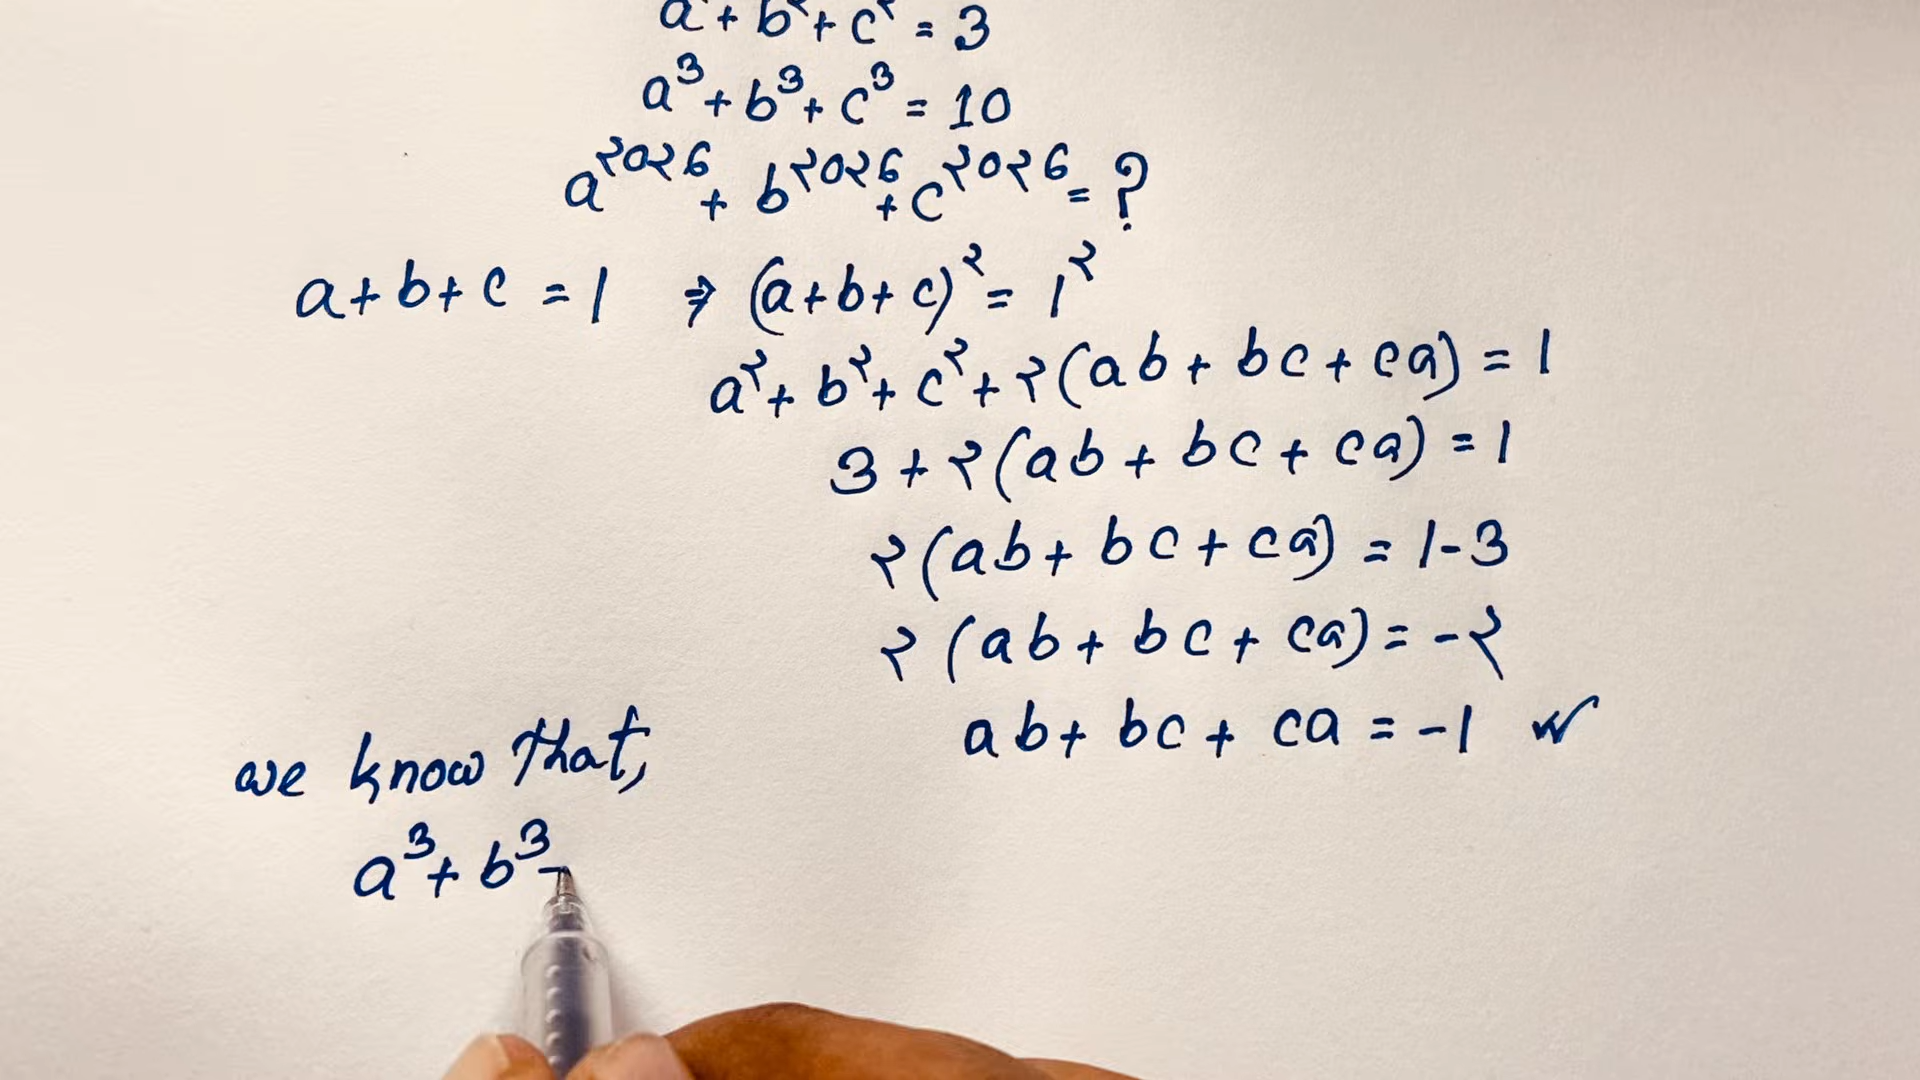 a² + b² + c² = 3
a³ + b³ + c³ = 10
a²⁰²⁶ + b²⁰²⁶ + c²⁰²⁶ = ?
a + b + c = 1 ⇒ (a + b + c)² = 1²
a² + b² + c² + 2(ab + bc + ca) = 1
3 + 2(ab + bc + ca) = 1
2(ab + bc + ca) = 1 - 3
2(ab + bc + ca) = -2
ab + bc + ca = -1 ✓
we know that,
a³ + b³ -